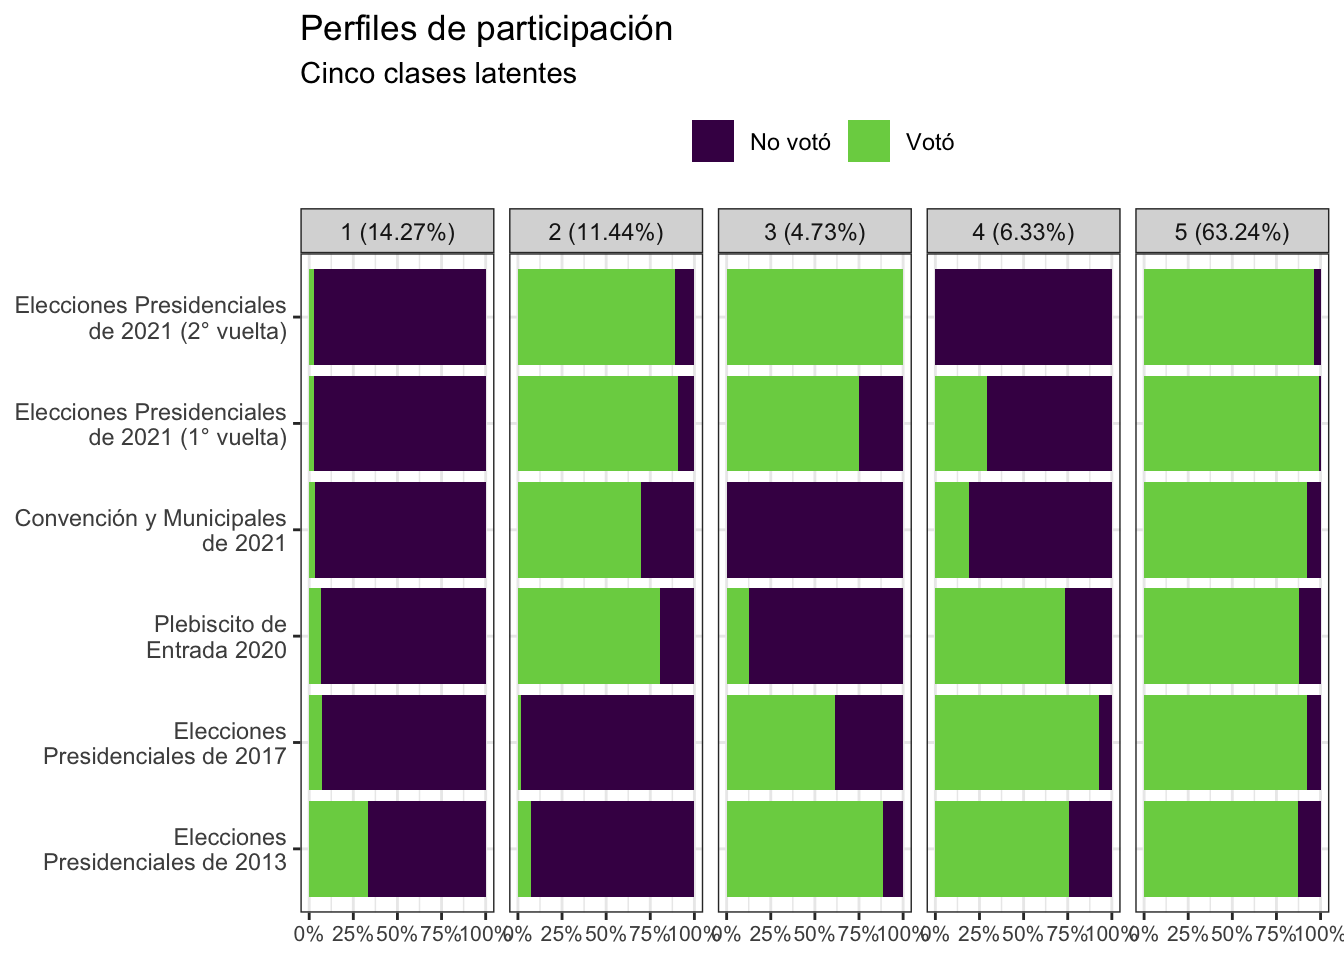 Perfiles de participación
Cinco clases latentes
No votó Votó
1 (14.27%) 2 (11.44%) 3 (4.73%) 4 (6.33%) 5 (63.24%)
Elecciones Presidenciales
de 2021 (2° vuelta)
Elecciones Presidenciales
de 2021 (1° vuelta)
Convención y Municipales
de 2021
Plebiscito de
Entrada 2020
Elecciones
Presidenciales de 2017
Elecciones
Presidenciales de 2013
0% 25% 50% 75% 100% 0% 25% 50% 75% 100% 0% 25% 50% 75% 100% 0% 25% 50% 75% 100% 0% 25% 50% 75% 100%